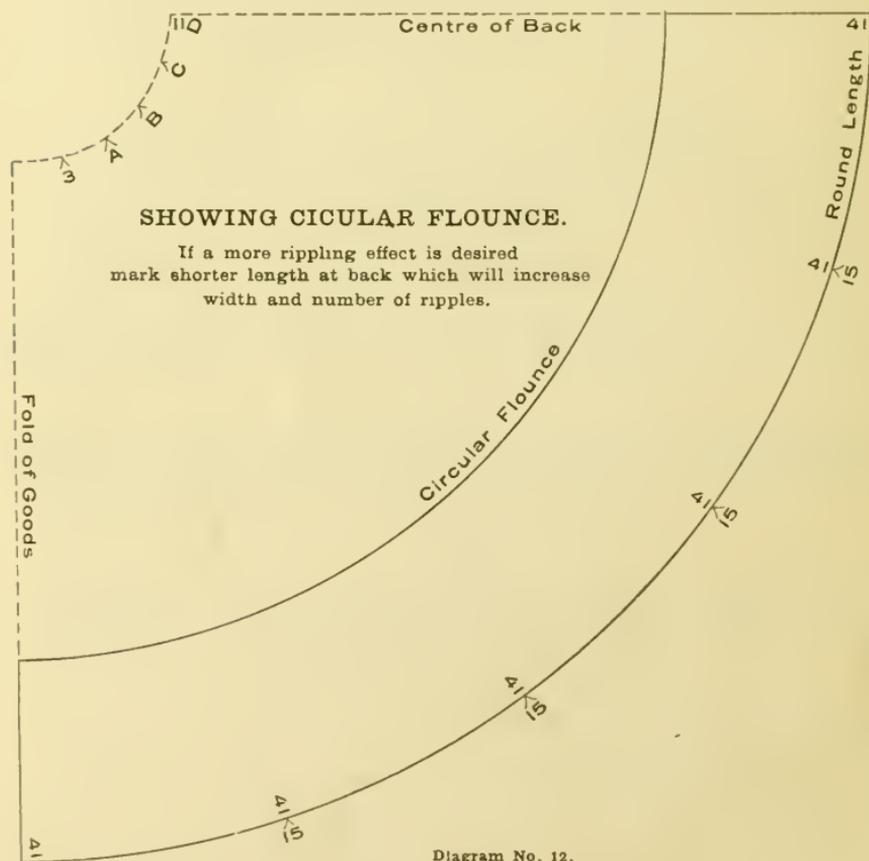 11D
Centre of Back
41
C
B
A
3
Round Length
SHOWING CICULAR FLOUNCE.
If a more rippling effect is desired
mark shorter length at back which will increase
width and number of ripples.
41
15
Circular Flounce
Fold of Goods
41
15
41
15
41
15
41
Diagram No. 12.